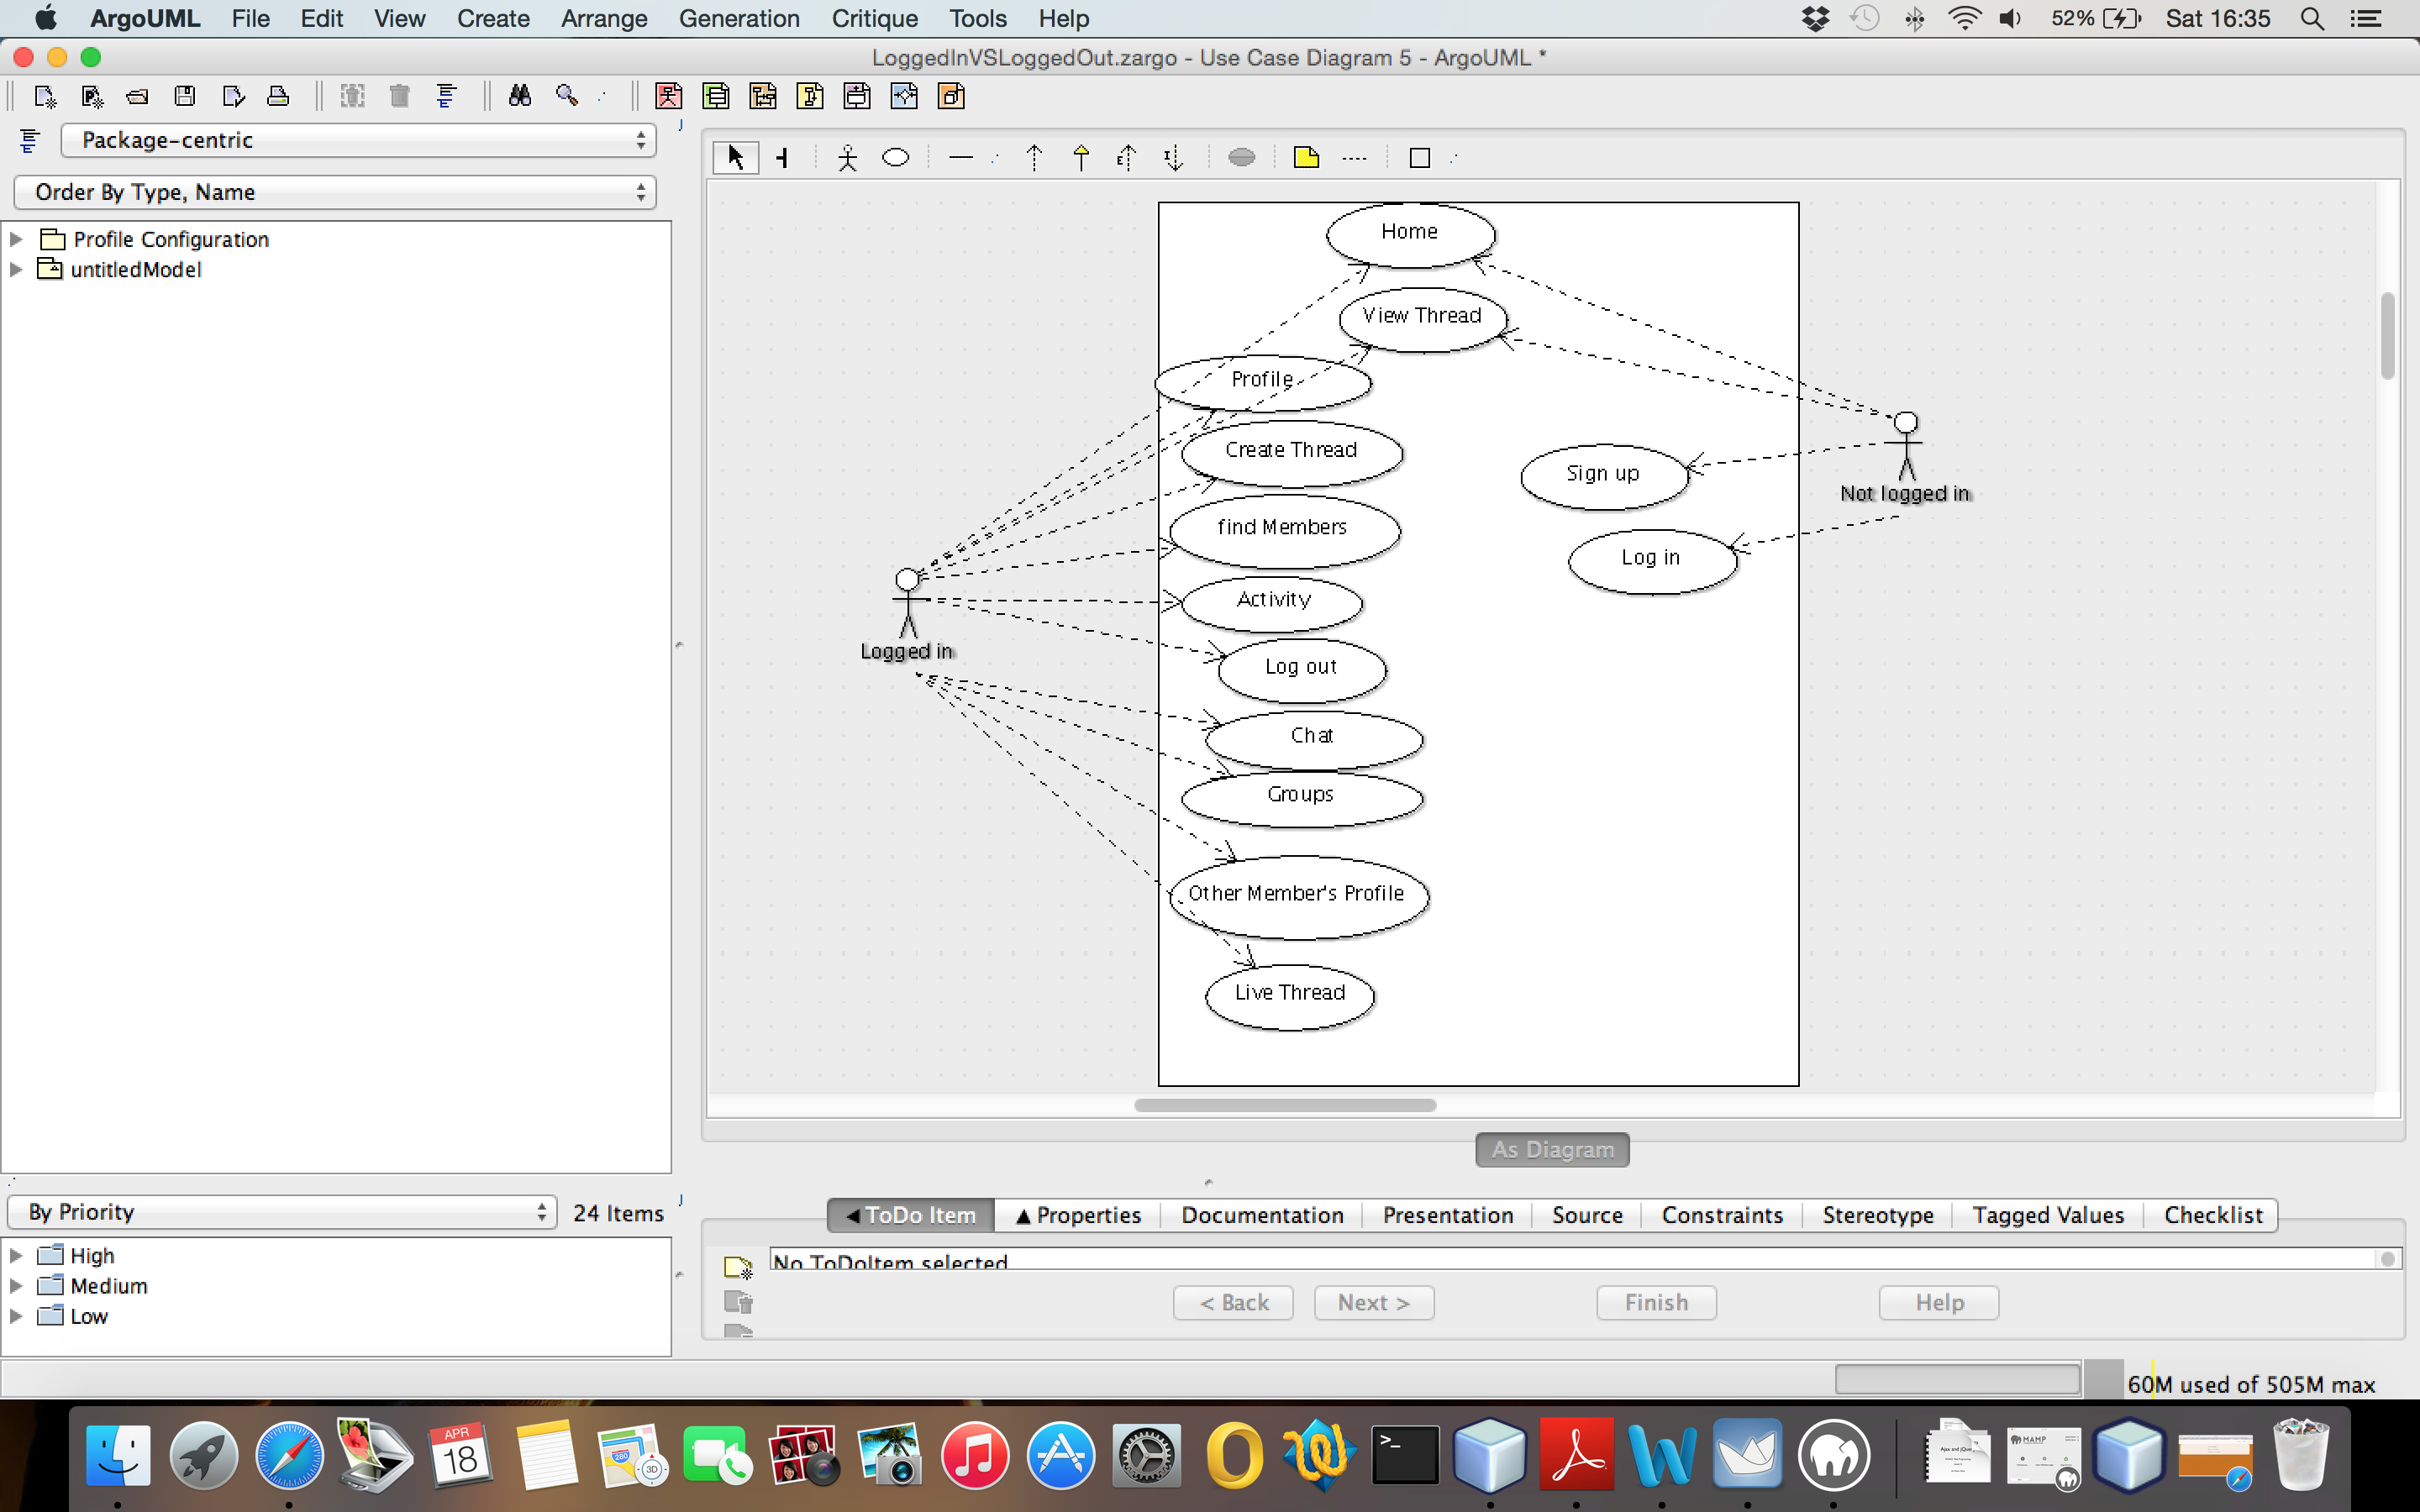 ArgoUML File Edit View Create Arrange Generation Critique Tools Help 52% Sat 16:35
LoggedInVSLoggedOut.zargo - Use Case Diagram 5 - ArgoUML *
Package-centric
Order By Type, Name
Profile Configuration
untitledModel
Home
View Thread
Profile
Create Thread
find Members
Activity
Log out
Chat
Groups
Other Member's Profile
Live Thread
Sign up
Log in
Logged in
Not logged in
As Diagram
By Priority 24 Items
High
Medium
Low
ToDo Item Properties Documentation Presentation Source Constraints Stereotype Tagged Values Checklist
No ToDoItem selected
< Back Next > Finish Help
60M used of 505M max
APR
18
280
3D
>_
MAMP